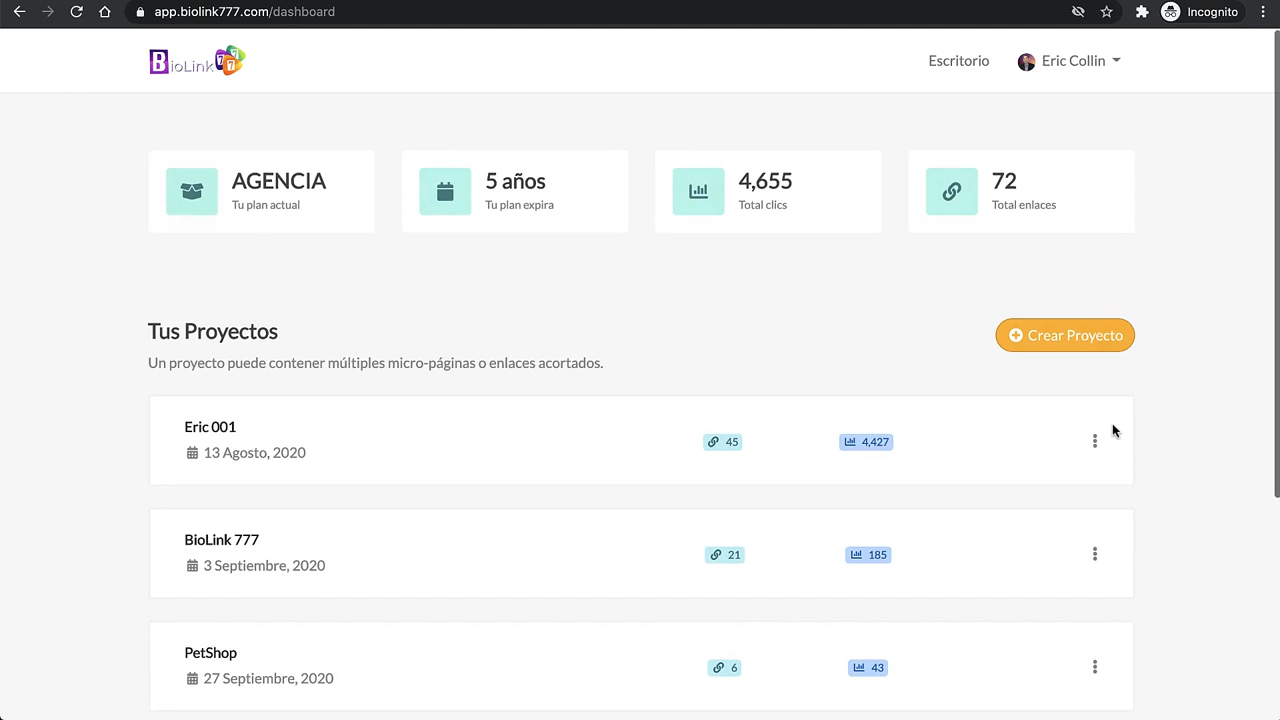 app.biolink777.com/dashboard
Incognito
BioLink 777
Escritorio
Eric Collin
AGENCIA
Tu plan actual
5 años
Tu plan expira
4,655
Total clics
72
Total enlaces
Tus Proyectos
Crear Proyecto
Un proyecto puede contener múltiples micro-páginas o enlaces acortados.
Eric 001
13 Agosto, 2020
45
4,427
BioLink 777
3 Septiembre, 2020
21
185
PetShop
27 Septiembre, 2020
6
43